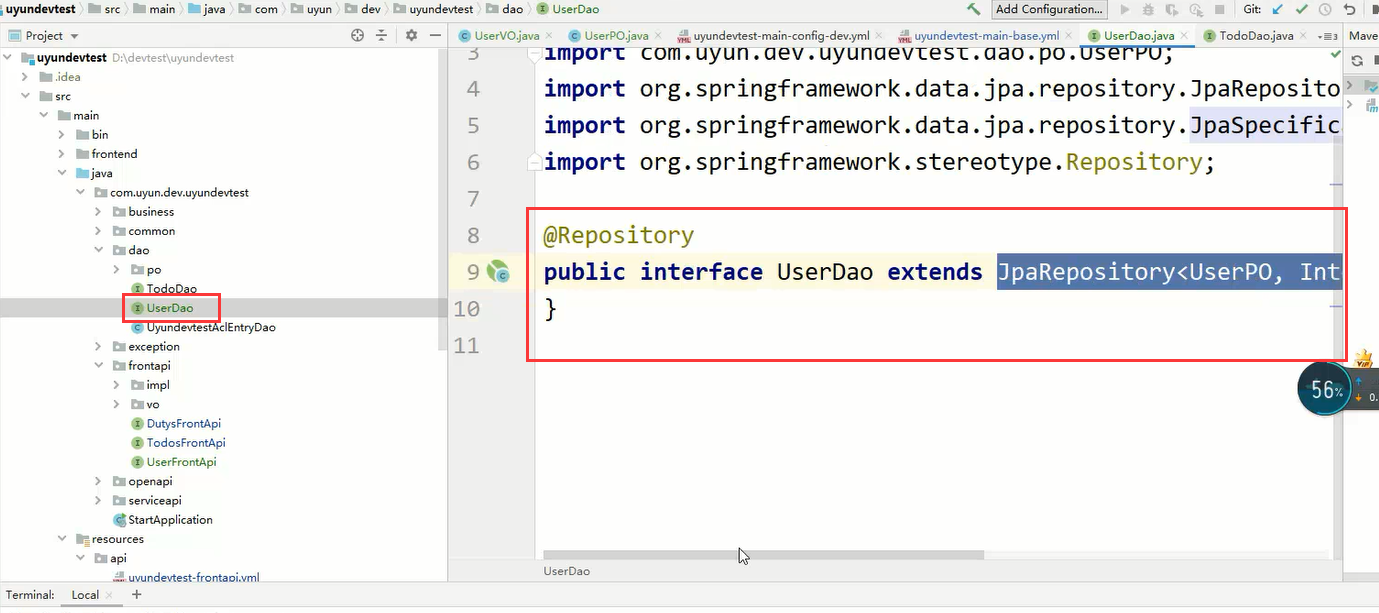 uyundevtest src main java com uyun dev uyundevtest dao UserDao
Add Configuration...
Git:
Project
UserVO.java
UserPO.java
uyundevtest-main-config-dev.yml
uyundevtest-main-base.yml
UserDao.java
TodoDao.java
Mave
uyundevtest D:\devtest\uyundevtest
.idea
src
main
bin
frontend
java
com.uyun.dev.uyundevtest
business
common
dao
po
TodoDao
UserDao
UyundevtestAclEntryDao
exception
frontapi
impl
vo
DutysFrontApi
TodosFrontApi
UserFrontApi
openapi
serviceapi
StartApplication
resources
api
uyundevtest-frontapi.yml
3 import com.uyun.dev.uyundevtest.dao.po.UserPO;
4 import org.springframework.data.jpa.repository.JpaReposito
5 import org.springframework.data.jpa.repository.JpaSpecific
6 import org.springframework.stereotype.Repository;
7
8 @Repository
9 public interface UserDao extends JpaRepository<UserPO, Int
10 }
11
56%
0.
VIP
UserDao
Terminal: Local +